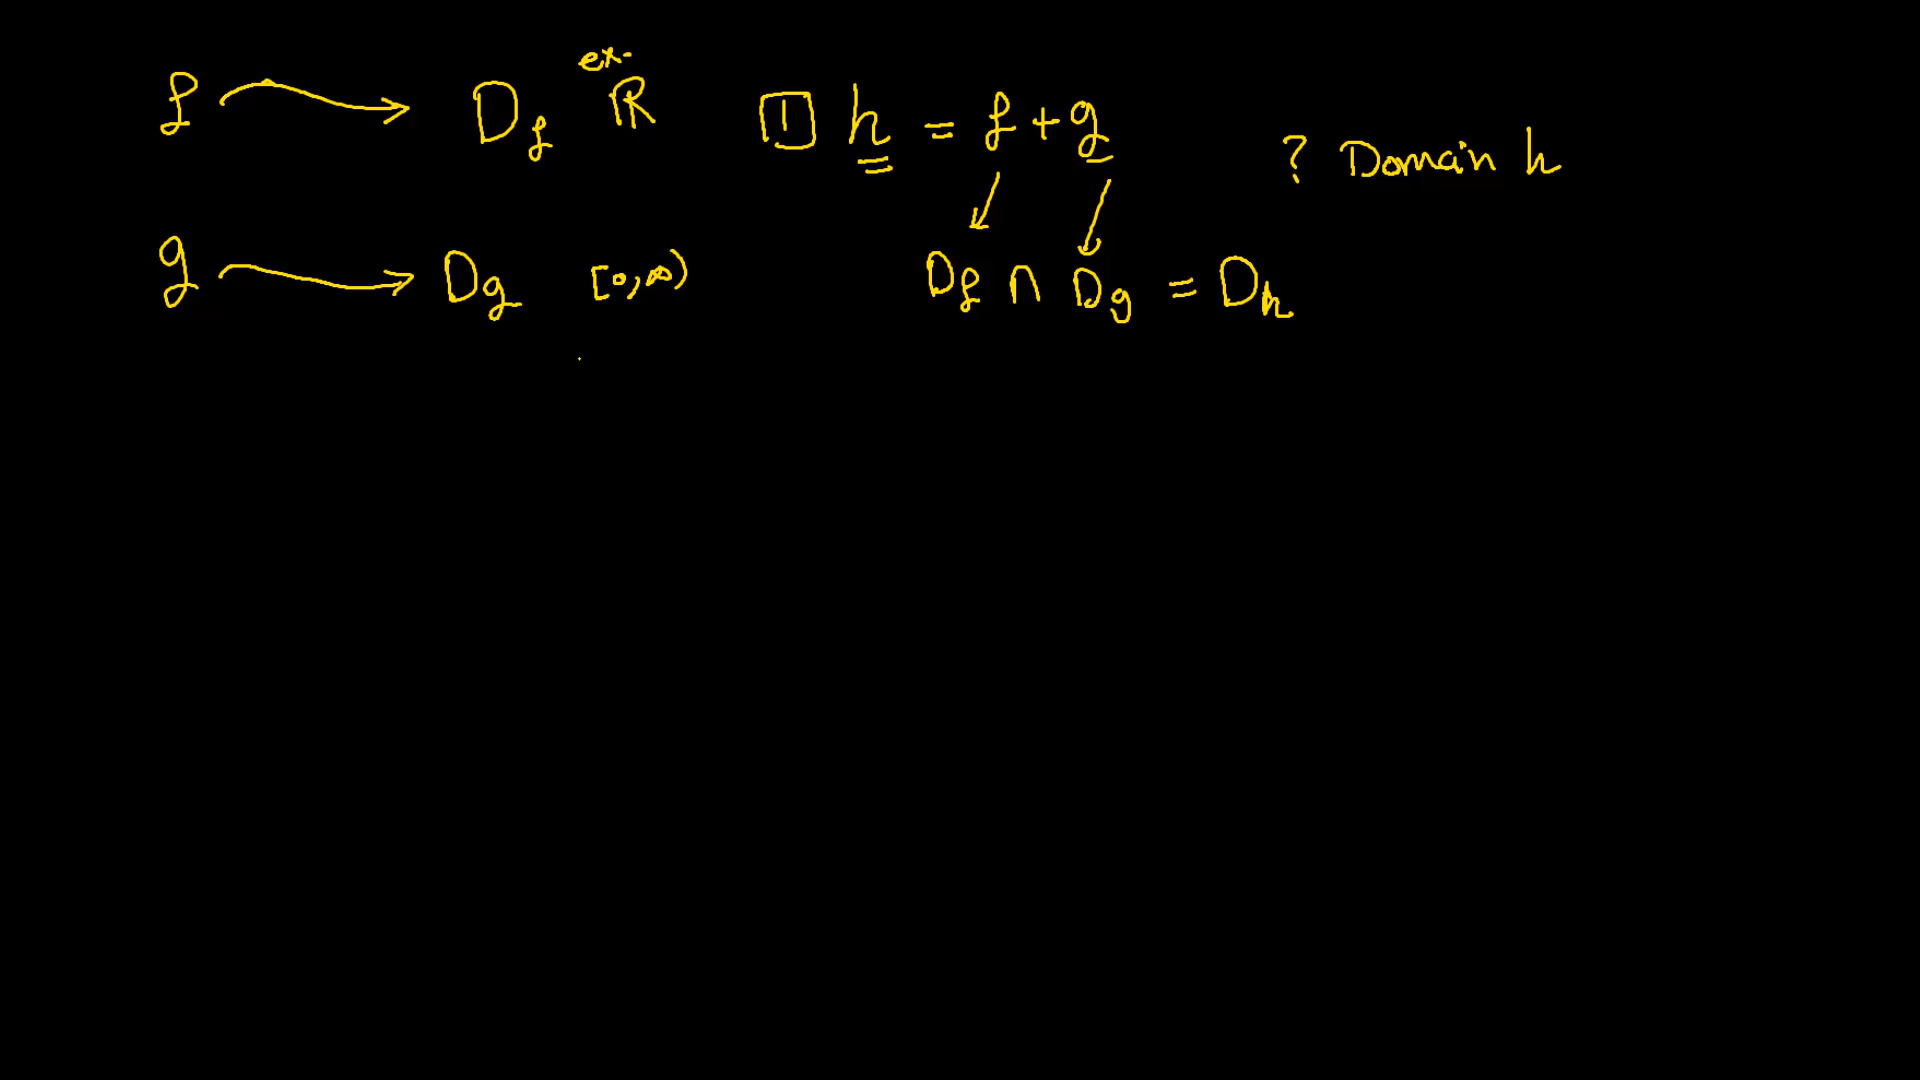 f → D_f ex- ℝ
1 h = f + g
? Domain h
g → D_g [0,∞)
D_f ∩ D_g = D_h